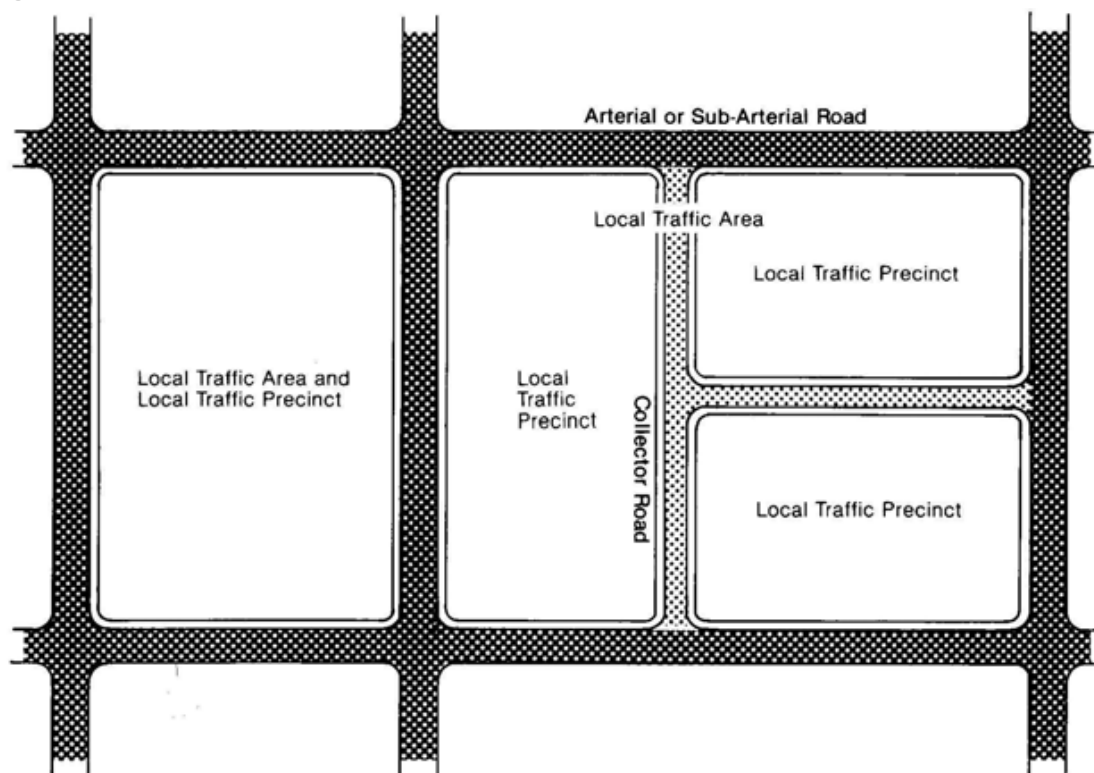 Arterial or Sub-Arterial Road
Local Traffic Area
Local Traffic Precinct
Local Traffic Area and
Local Traffic Precinct
Local
Traffic
Precinct
Collector Road
Local Traffic Precinct